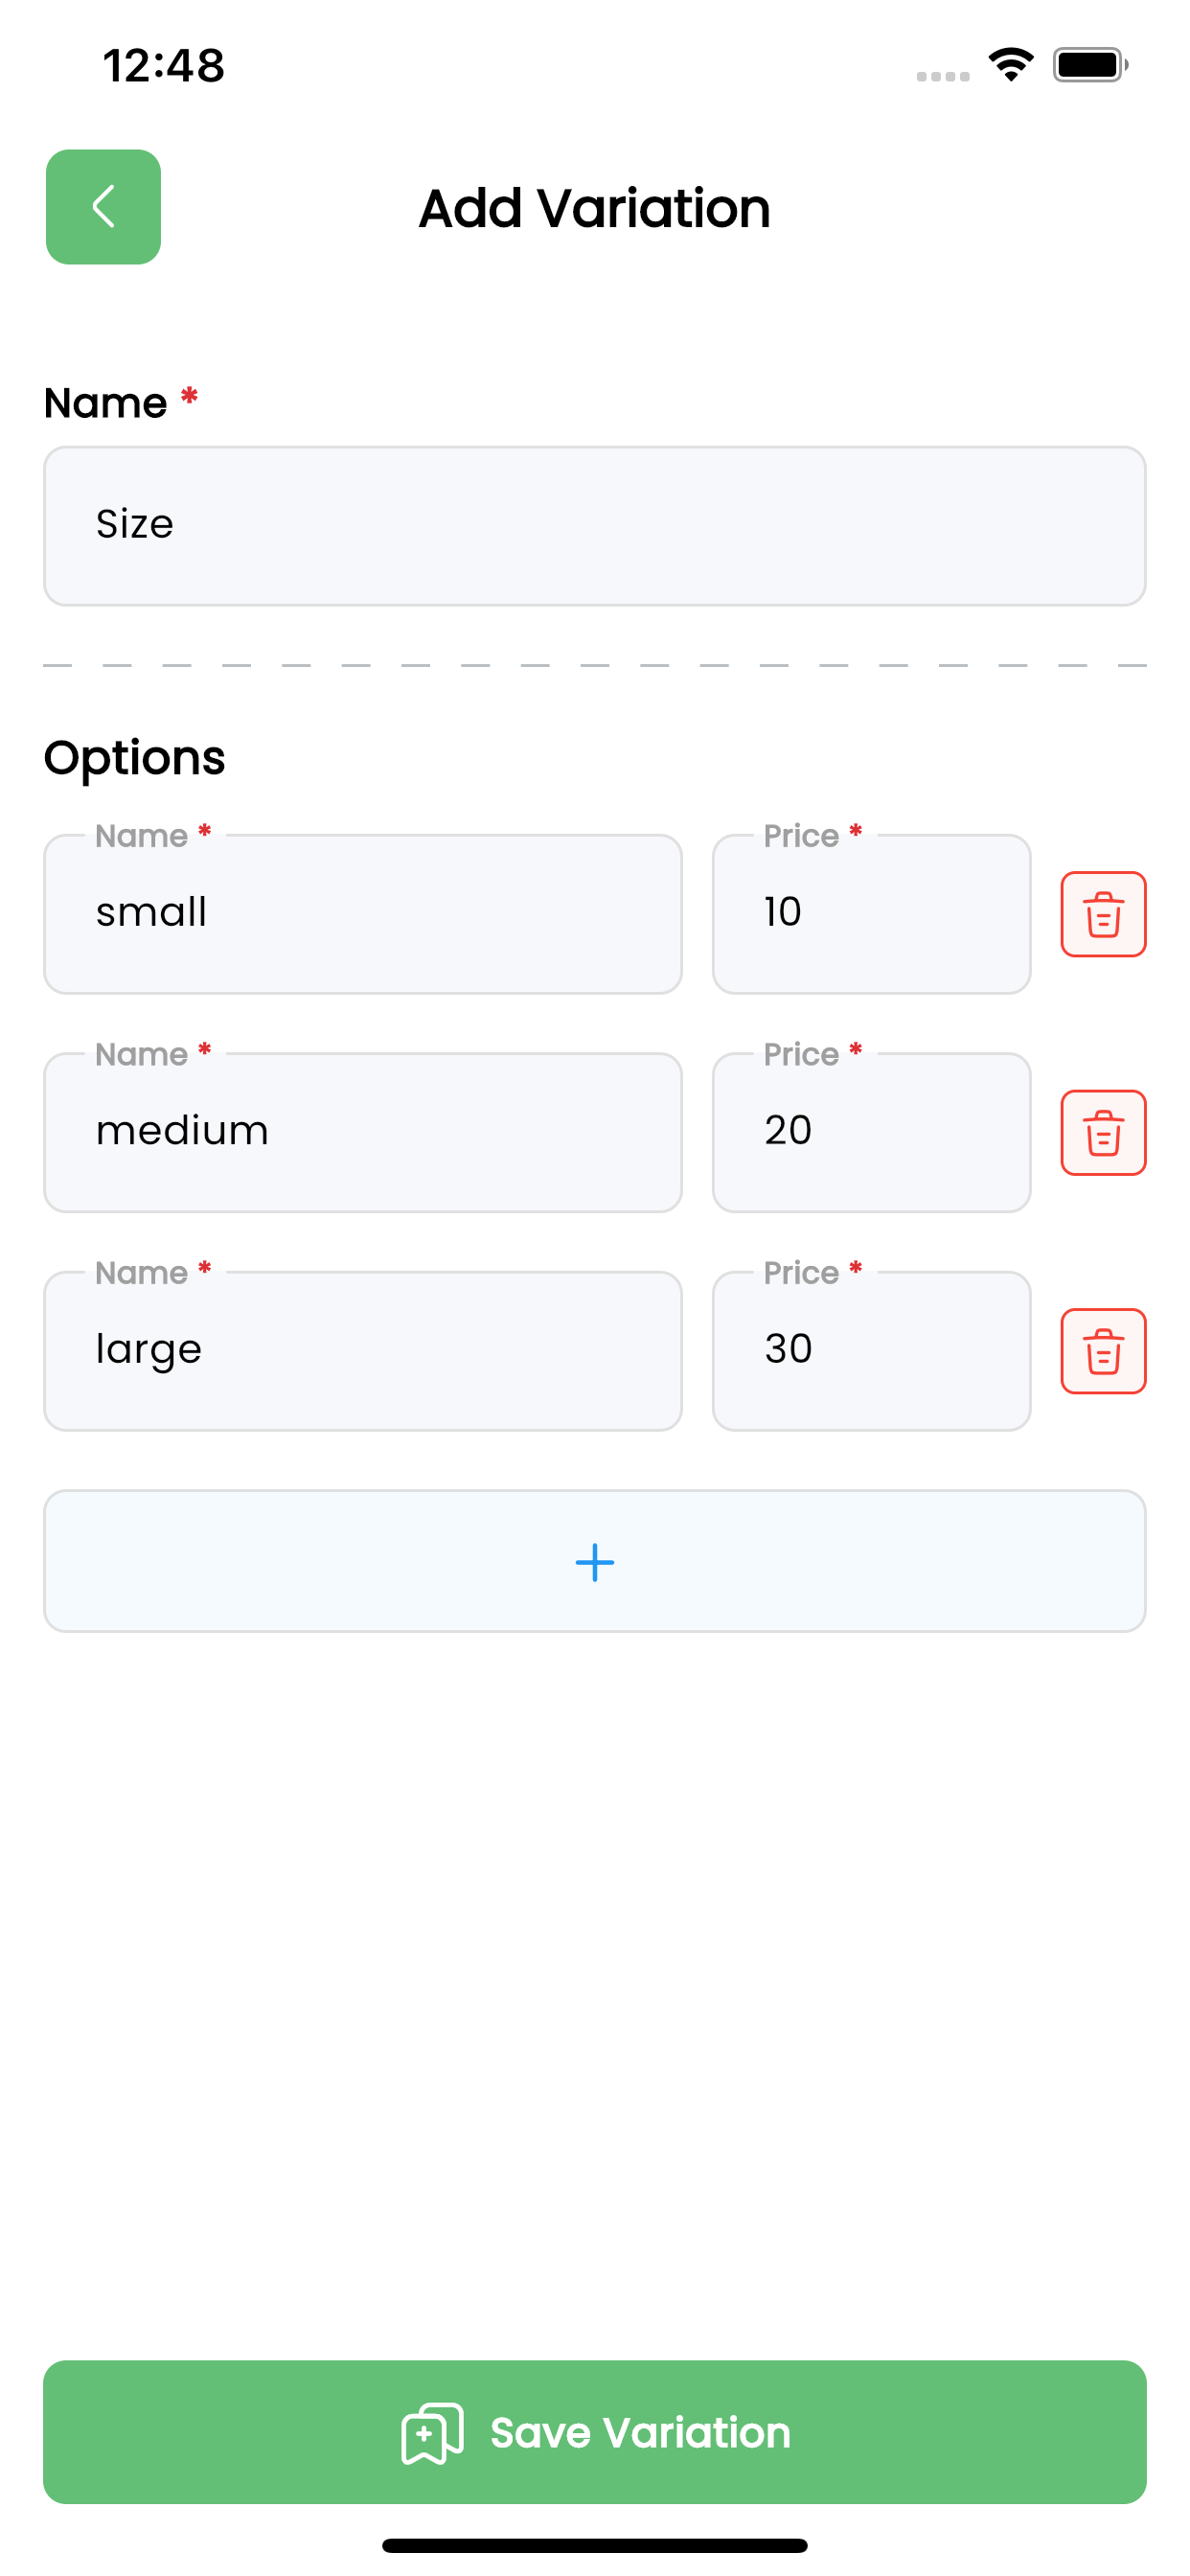 12:48
Add Variation
Name *
Size
Options
Name * Price *
small 10
Name * Price *
medium 20
Name * Price *
large 30
Save Variation